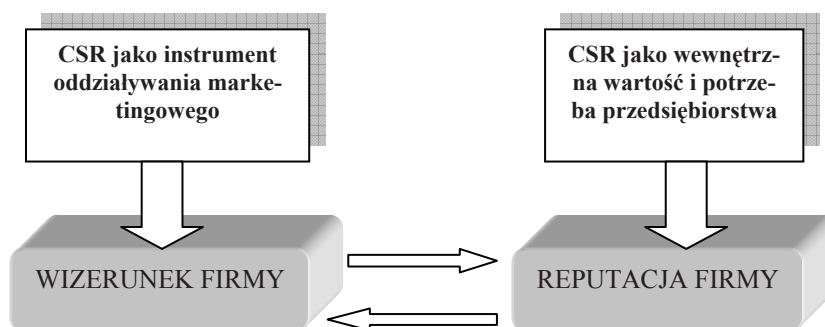 CSR jako instrument
oddziaływania marke-
tingowego
CSR jako wewnętrz-
na wartość i potrze-
ba przedsiębiorstwa
WIZERUNEK FIRMY
REPUTACJA FIRMY